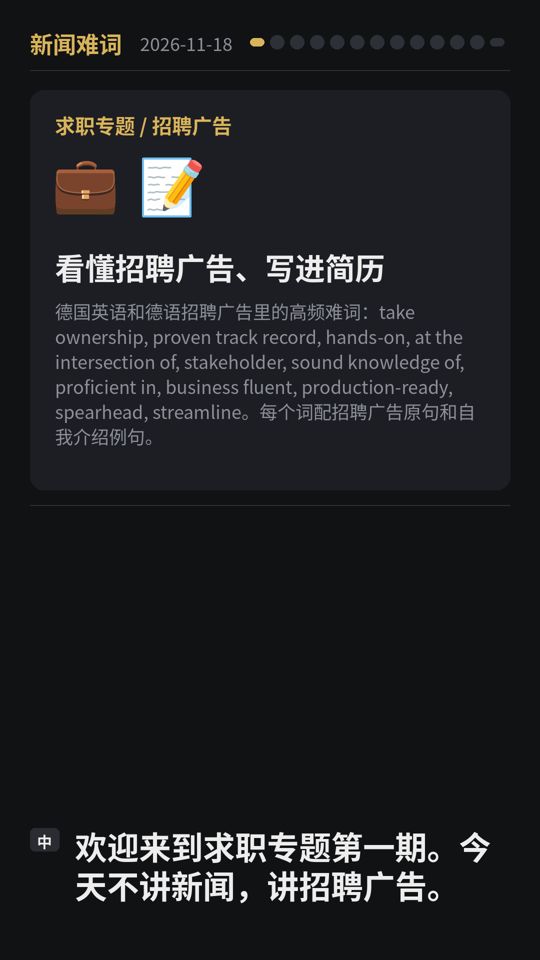 新闻难词 2026-11-18
求职专题 / 招聘广告
看懂招聘广告、写进简历
德国英语和德语招聘广告里的高频难词：take
ownership, proven track record, hands-on, at the
intersection of, stakeholder, sound knowledge of,
proficient in, business fluent, production-ready,
spearhead, streamline。每个词配招聘广告原句和自
我介绍例句。
中 欢迎来到求职专题第一期。今
天不讲新闻，讲招聘广告。